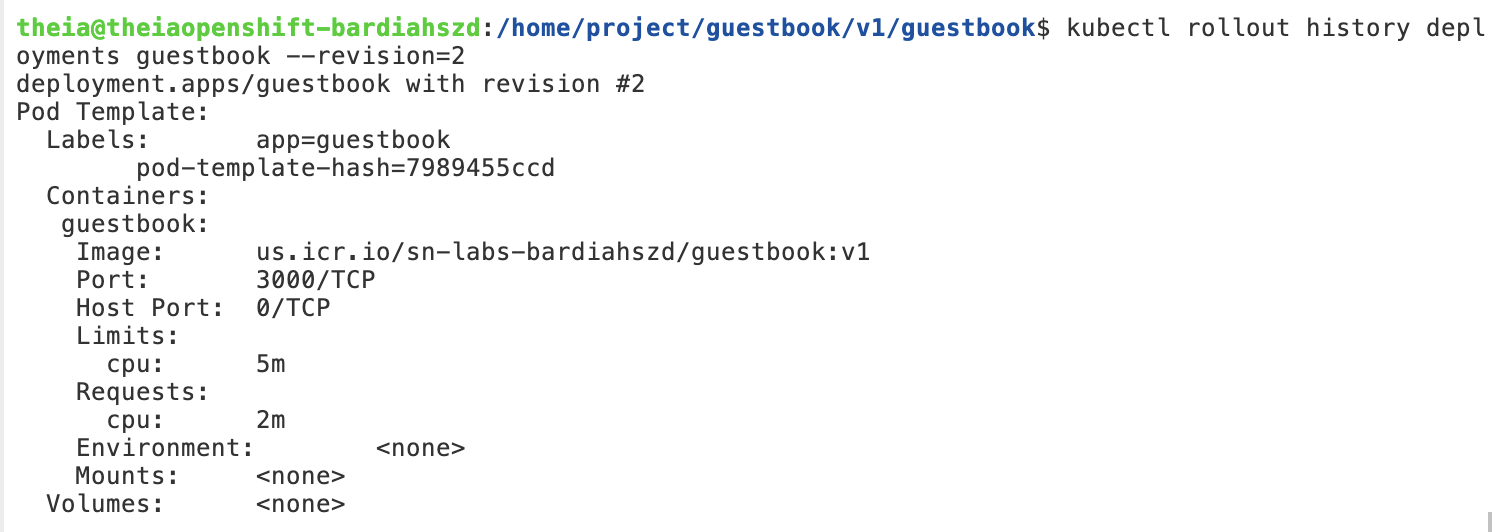 theia@theiaopenshift-bardiahszd:/home/project/guestbook/v1/guestbook$ kubectl rollout history depl
oyments guestbook --revision=2
deployment.apps/guestbook with revision #2
Pod Template:
  Labels:       app=guestbook
        pod-template-hash=7989455ccd
  Containers:
   guestbook:
    Image:      us.icr.io/sn-labs-bardiahszd/guestbook:v1
    Port:       3000/TCP
    Host Port:  0/TCP
    Limits:
      cpu:      5m
    Requests:
      cpu:      2m
    Environment:        <none>
    Mounts:     <none>
  Volumes:      <none>